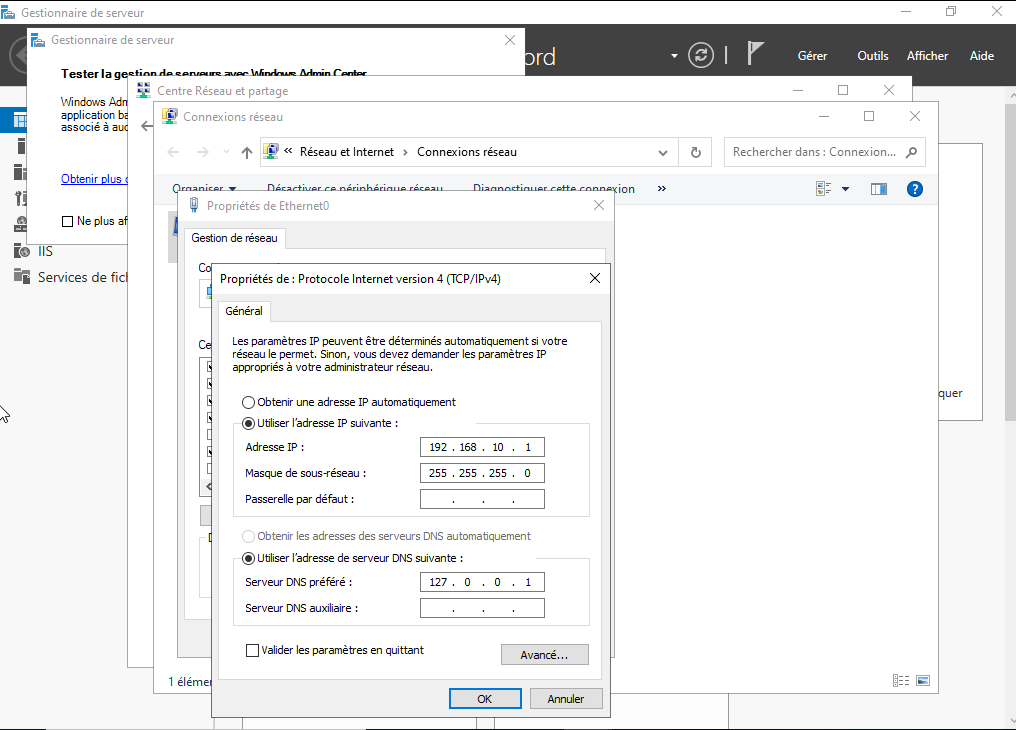 Gestionnaire de serveur
Gestionnaire de serveur
ord
Gérer
Outils
Afficher
Aide
Tester la gestion de serveurs avec Windows Admin Center
Windows Adm
application ba
associé à auc
Obtenir plus
Ne plus af
IIS
Services de fich
Centre Réseau et partage
Connexions réseau
« Réseau et Internet > Connexions réseau
Rechercher dans : Connexion...
Organiser
Désactiver ce périphérique réseau
Diagnostiquer cette connexion
»
Propriétés de Ethernet0
Gestion de réseau
Co
Ce
quer
1 élémen
Propriétés de : Protocole Internet version 4 (TCP/IPv4)
Général
Les paramètres IP peuvent être déterminés automatiquement si votre
réseau le permet. Sinon, vous devez demander les paramètres IP
appropriés à votre administrateur réseau.
Obtenir une adresse IP automatiquement
Utiliser l'adresse IP suivante :
Adresse IP :
192 . 168 . 10 . 1
Masque de sous-réseau :
255 . 255 . 255 . 0
Passerelle par défaut :
. . .
Obtenir les adresses des serveurs DNS automatiquement
Utiliser l'adresse de serveur DNS suivante :
Serveur DNS préféré :
127 . 0 . 0 . 1
Serveur DNS auxiliaire :
. . .
Valider les paramètres en quittant
Avancé...
OK
Annuler